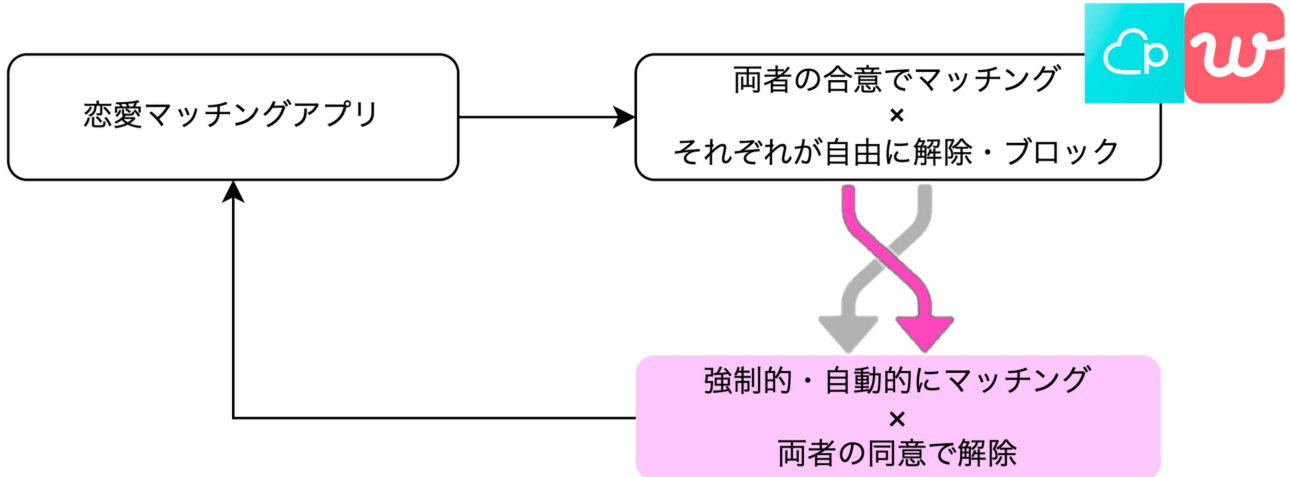 恋愛マッチングアプリ
両者の合意でマッチング
×
それぞれが自由に解除・ブロック
p
w
強制的・自動的にマッチング
×
両者の同意で解除